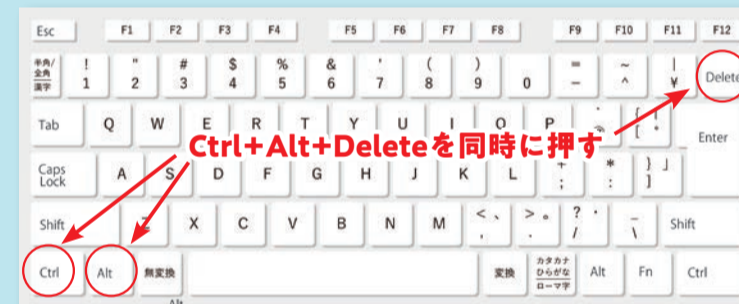 Esc F1 F2 F3 F4 F5 F6 F7 F8 F9 F10 F11 F12
半角/
全角
漢字
! " # $ % & ' ( ) = ~ |
1 2 3 4 5 6 7 8 9 0 - ^ ¥ Delete
Tab Q W E R T Y U I O P { [ Enter
Ctrl+Alt+Deleteを同時に押す
Caps
Lock
A S D F G H J K L + ; * : } 」 ]
Shift Z X C V B N M < 、 , > 。 . ? ・ / _ \ Shift
Ctrl Alt 無変換 変換 カタカナ
ひらがな
ローマ字
Alt Fn Ctrl
Alt